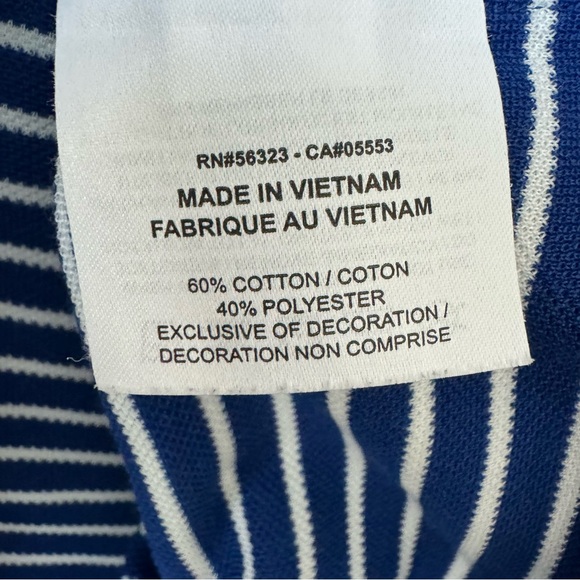 RN#56323 - CA#05553
MADE IN VIETNAM
FABRIQUE AU VIETNAM
60% COTTON / COTON
40% POLYESTER
EXCLUSIVE OF DECORATION /
DECORATION NON COMPRISE